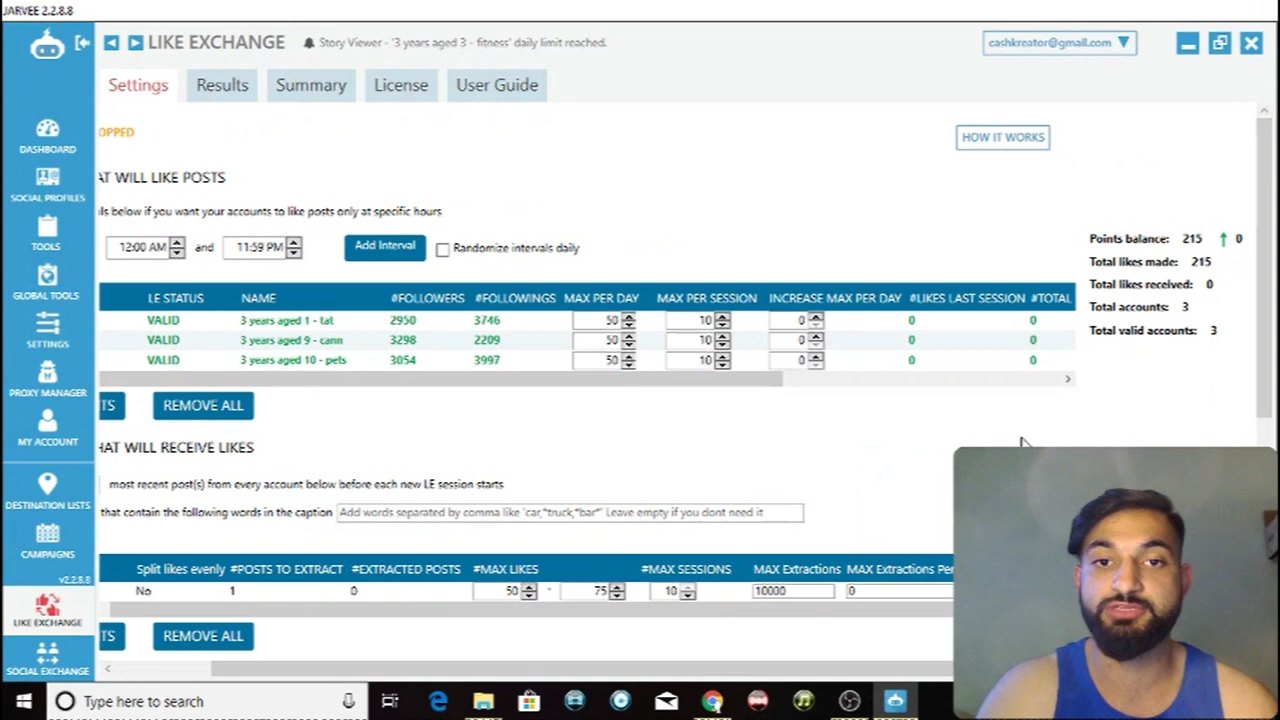 JARVEE 2.2.8.8
LIKE EXCHANGE
Story Viewer - '3 years aged 3 - fitness' daily limit reached.
cashkreator@gmail.com
Settings
Results
Summary
License
User Guide
DASHBOARD
SOCIAL PROFILES
TOOLS
GLOBAL TOOLS
SETTINGS
PROXY MANAGER
MY ACCOUNT
DESTINATION LISTS
CAMPAIGNS
v2.2.8.8
LIKE EXCHANGE
SOCIAL EXCHANGE
OPPED
HOW IT WORKS
AT WILL LIKE POSTS
ls below if you want your accounts to like posts only at specific hours
12:00 AM and 11:59 PM Add Interval Randomize intervals daily
Points balance: 215 0
Total likes made: 215
Total likes received: 0
Total accounts: 3
Total valid accounts: 3
LE STATUS NAME #FOLLOWERS #FOLLOWINGS MAX PER DAY MAX PER SESSION INCREASE MAX PER DAY #LIKES LAST SESSION #TOTAL
VALID 3 years aged 1 - tat 2950 3746 50 10 0 0 0
VALID 3 years aged 9 - cann 3298 2209 50 10 0 0 0
VALID 3 years aged 10 - pets 3054 3997 50 10 0 0 0
TS REMOVE ALL
HAT WILL RECEIVE LIKES
most recent post(s) from every account below before each new LE session starts
that contain the following words in the caption Add words separated by comma like 'car,*truck,*bar*' Leave empty if you dont need it
Split likes evenly #POSTS TO EXTRACT #EXTRACTED POSTS #MAX LIKES #MAX SESSIONS MAX Extractions MAX Extractions Per
No 1 0 50 - 75 10 10000 0
TS REMOVE ALL
Type here to search